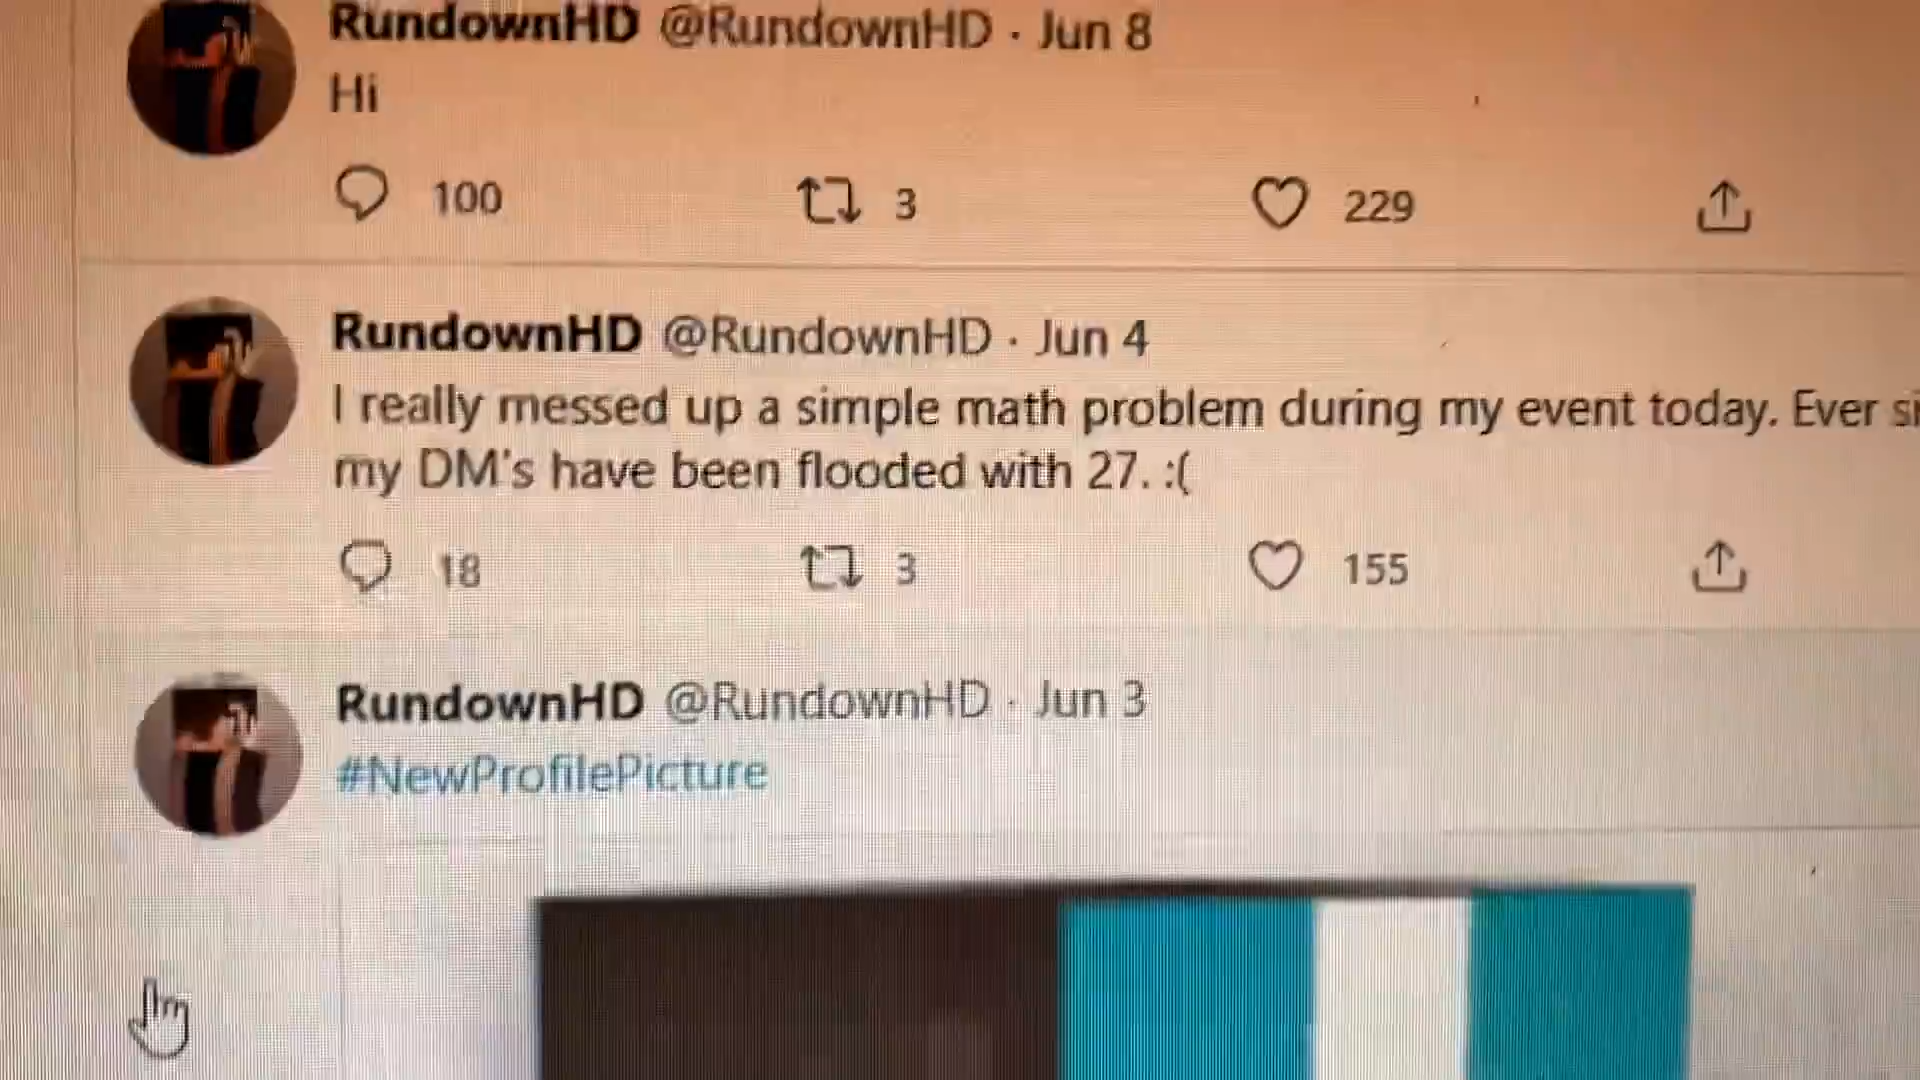 RundownHD @RundownHD · Jun 8
Hi
100 3 229
RundownHD @RundownHD · Jun 4
I really messed up a simple math problem during my event today. Ever
my DM's have been flooded with 27. :(
18 3 155
RundownHD @RundownHD · Jun 3
#NewProfilePicture